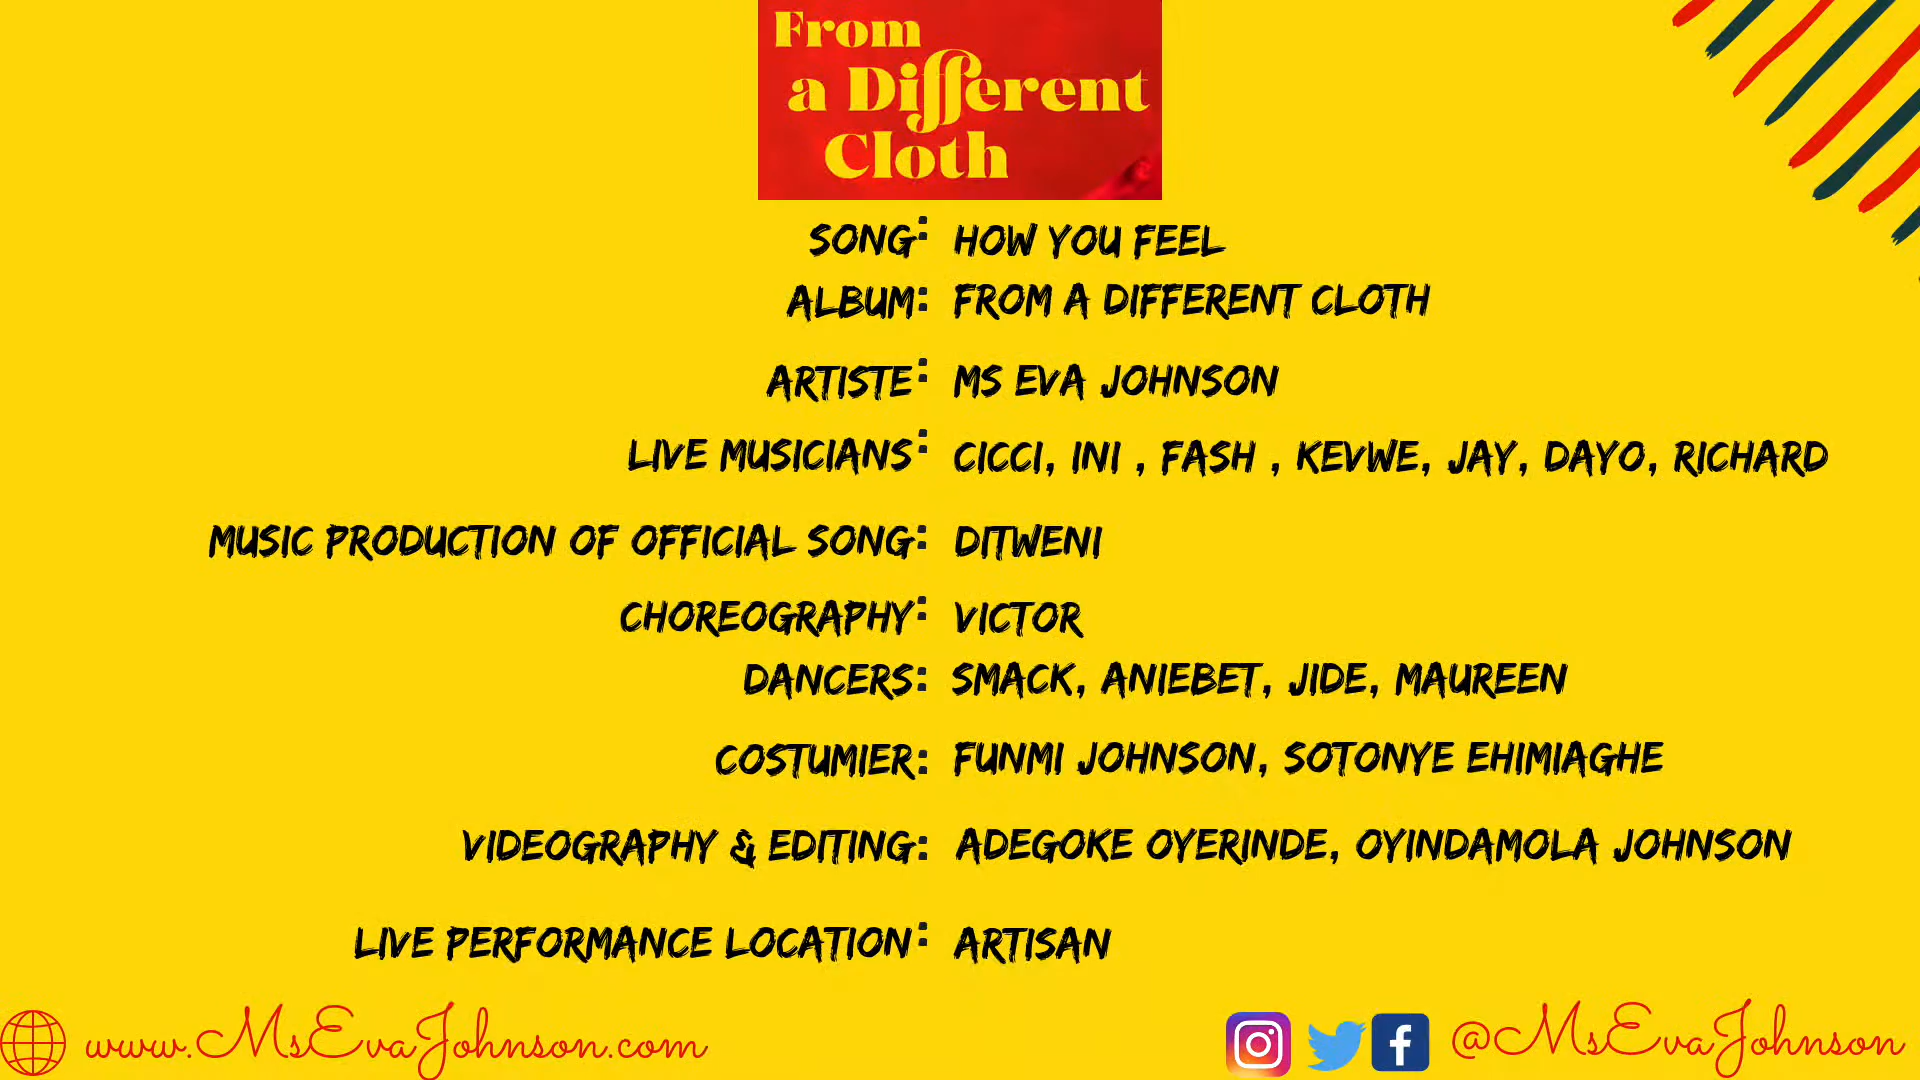 From
a Different
Cloth
SONG: HOW YOU FEEL
ALBUM: FROM A DIFFERENT CLOTH
ARTISTE: MS EVA JOHNSON
LIVE MUSICIANS: CICCI, INI , FASH , KEVWE, JAY, DAYO, RICHARD
MUSIC PRODUCTION OF OFFICIAL SONG: DITWENI
CHOREOGRAPHY: VICTOR
DANCERS: SMACK, ANIEBET, JIDE, MAUREEN
COSTUMIER: FUNMI JOHNSON, SOTONYE EHIMIAGHE
VIDEOGRAPHY & EDITING: ADEGOKE OYERINDE, OYINDAMOLA JOHNSON
LIVE PERFORMANCE LOCATION: ARTISAN
www.MsEvaJohnson.com @MsEvaJohnson